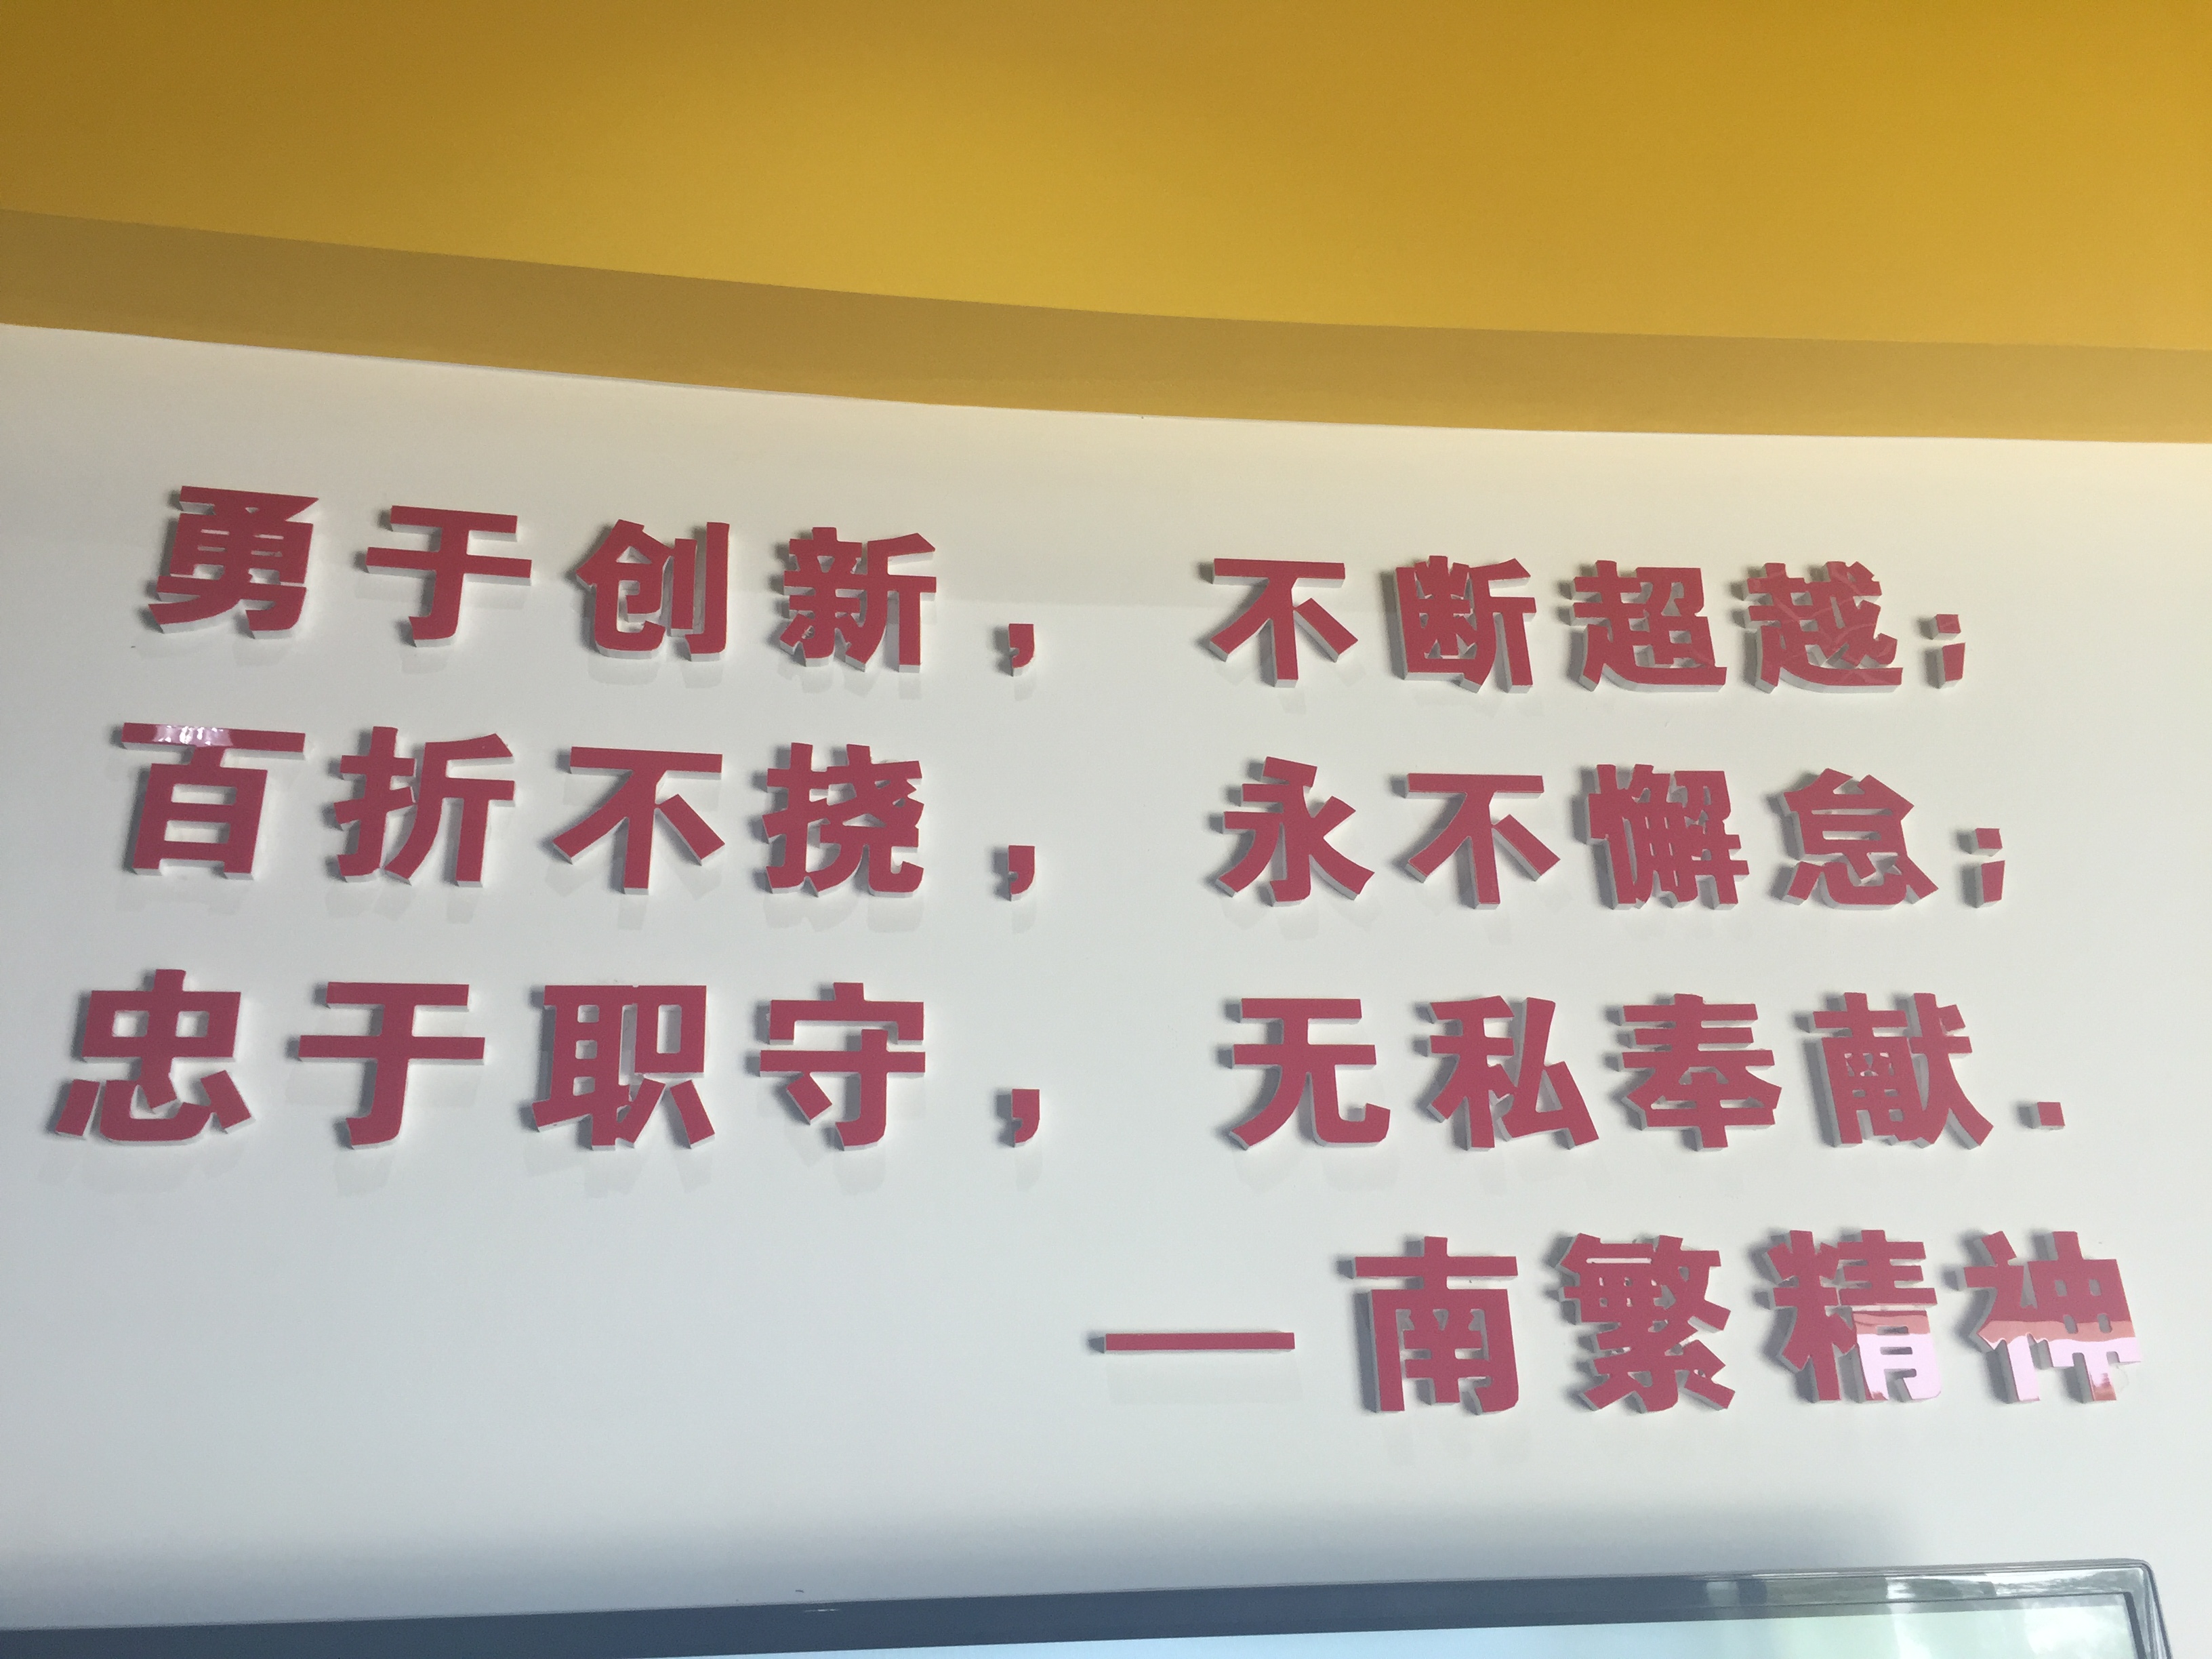 勇于创新，不断超越；
百折不挠，永不懈怠；
忠于职守，无私奉献.
—南繁精神